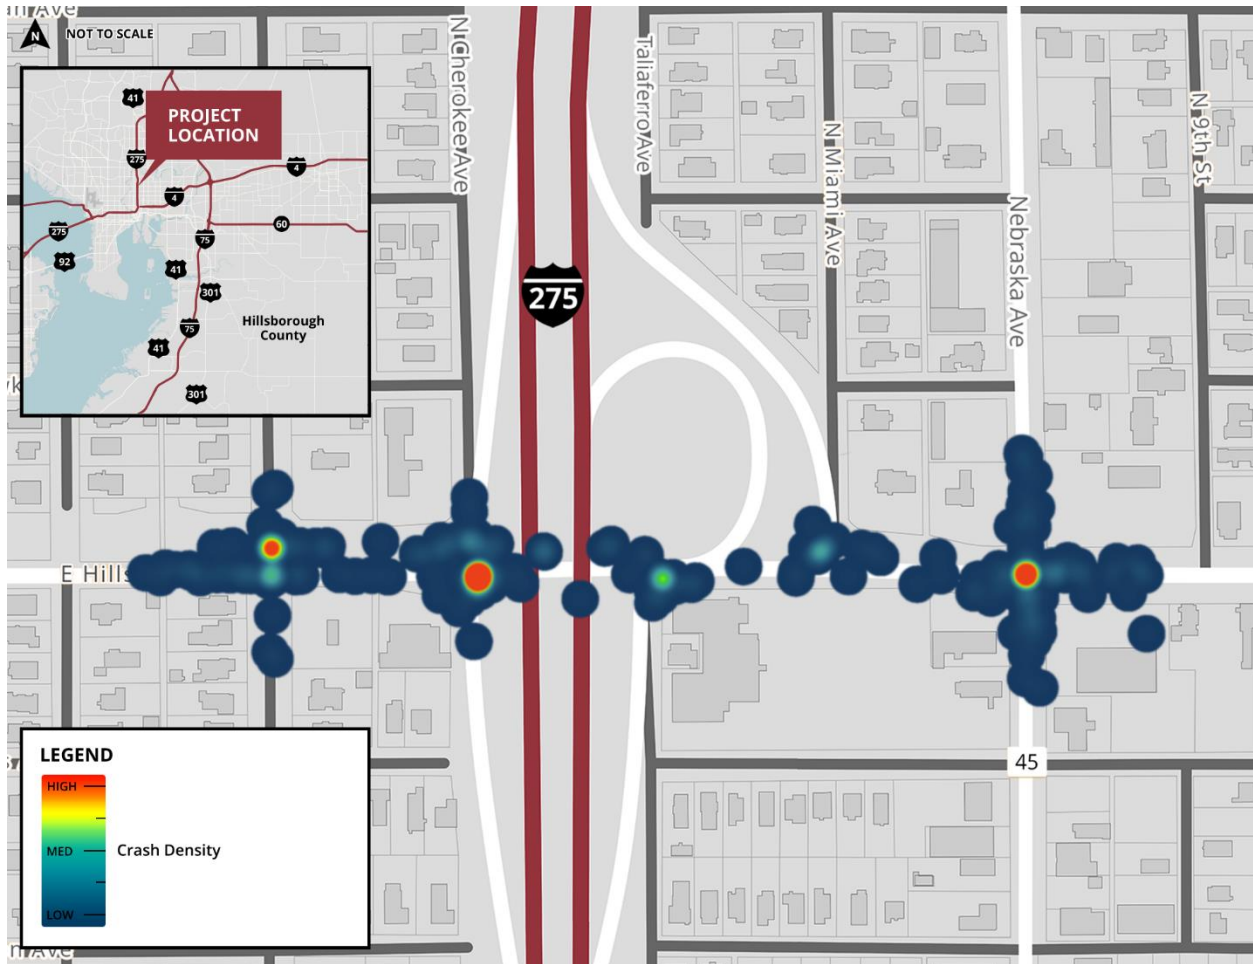 N
NOT TO SCALE
PROJECT
LOCATION
41
275
4
4
275
60
75
92
41
301
Hillsborough
County
75
41
301
N Cherokee Ave
Taliaferro Ave
N Miami Ave
Nebraska Ave
N 9th St
275
E Hills
45
LEGEND
HIGH
MED
LOW
Crash Density
Ave
Ave